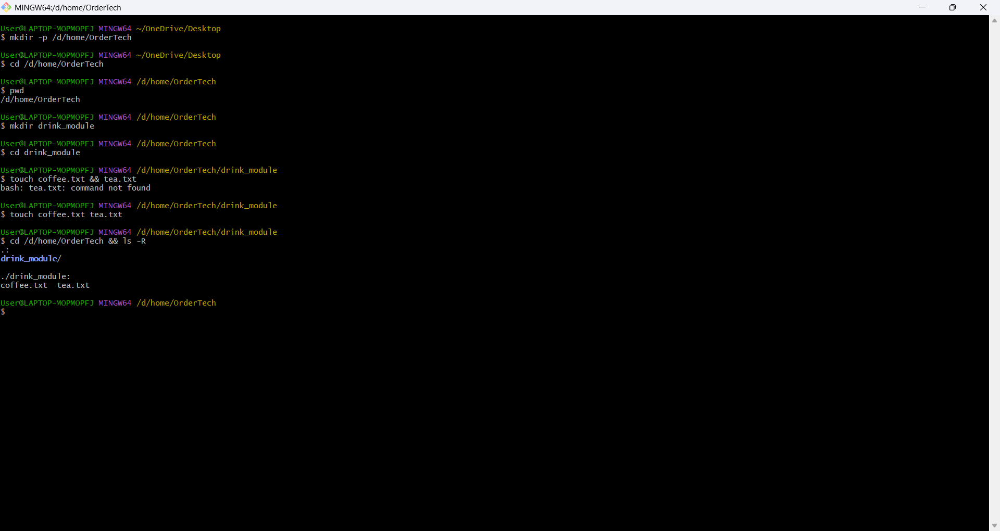 MINGW64:/d/home/OrderTech
User@LAPTOP-MOPMOPFJ MINGW64 ~/OneDrive/Desktop
$ mkdir -p /d/home/OrderTech
User@LAPTOP-MOPMOPFJ MINGW64 ~/OneDrive/Desktop
$ cd /d/home/OrderTech
User@LAPTOP-MOPMOPFJ MINGW64 /d/home/OrderTech
$ pwd
/d/home/OrderTech
User@LAPTOP-MOPMOPFJ MINGW64 /d/home/OrderTech
$ mkdir drink_module
User@LAPTOP-MOPMOPFJ MINGW64 /d/home/OrderTech
$ cd drink_module
User@LAPTOP-MOPMOPFJ MINGW64 /d/home/OrderTech/drink_module
$ touch coffee.txt && tea.txt
bash: tea.txt: command not found
User@LAPTOP-MOPMOPFJ MINGW64 /d/home/OrderTech/drink_module
$ touch coffee.txt tea.txt
User@LAPTOP-MOPMOPFJ MINGW64 /d/home/OrderTech/drink_module
$ cd /d/home/OrderTech && ls -R
.:
drink_module/
./drink_module:
coffee.txt  tea.txt
User@LAPTOP-MOPMOPFJ MINGW64 /d/home/OrderTech
$